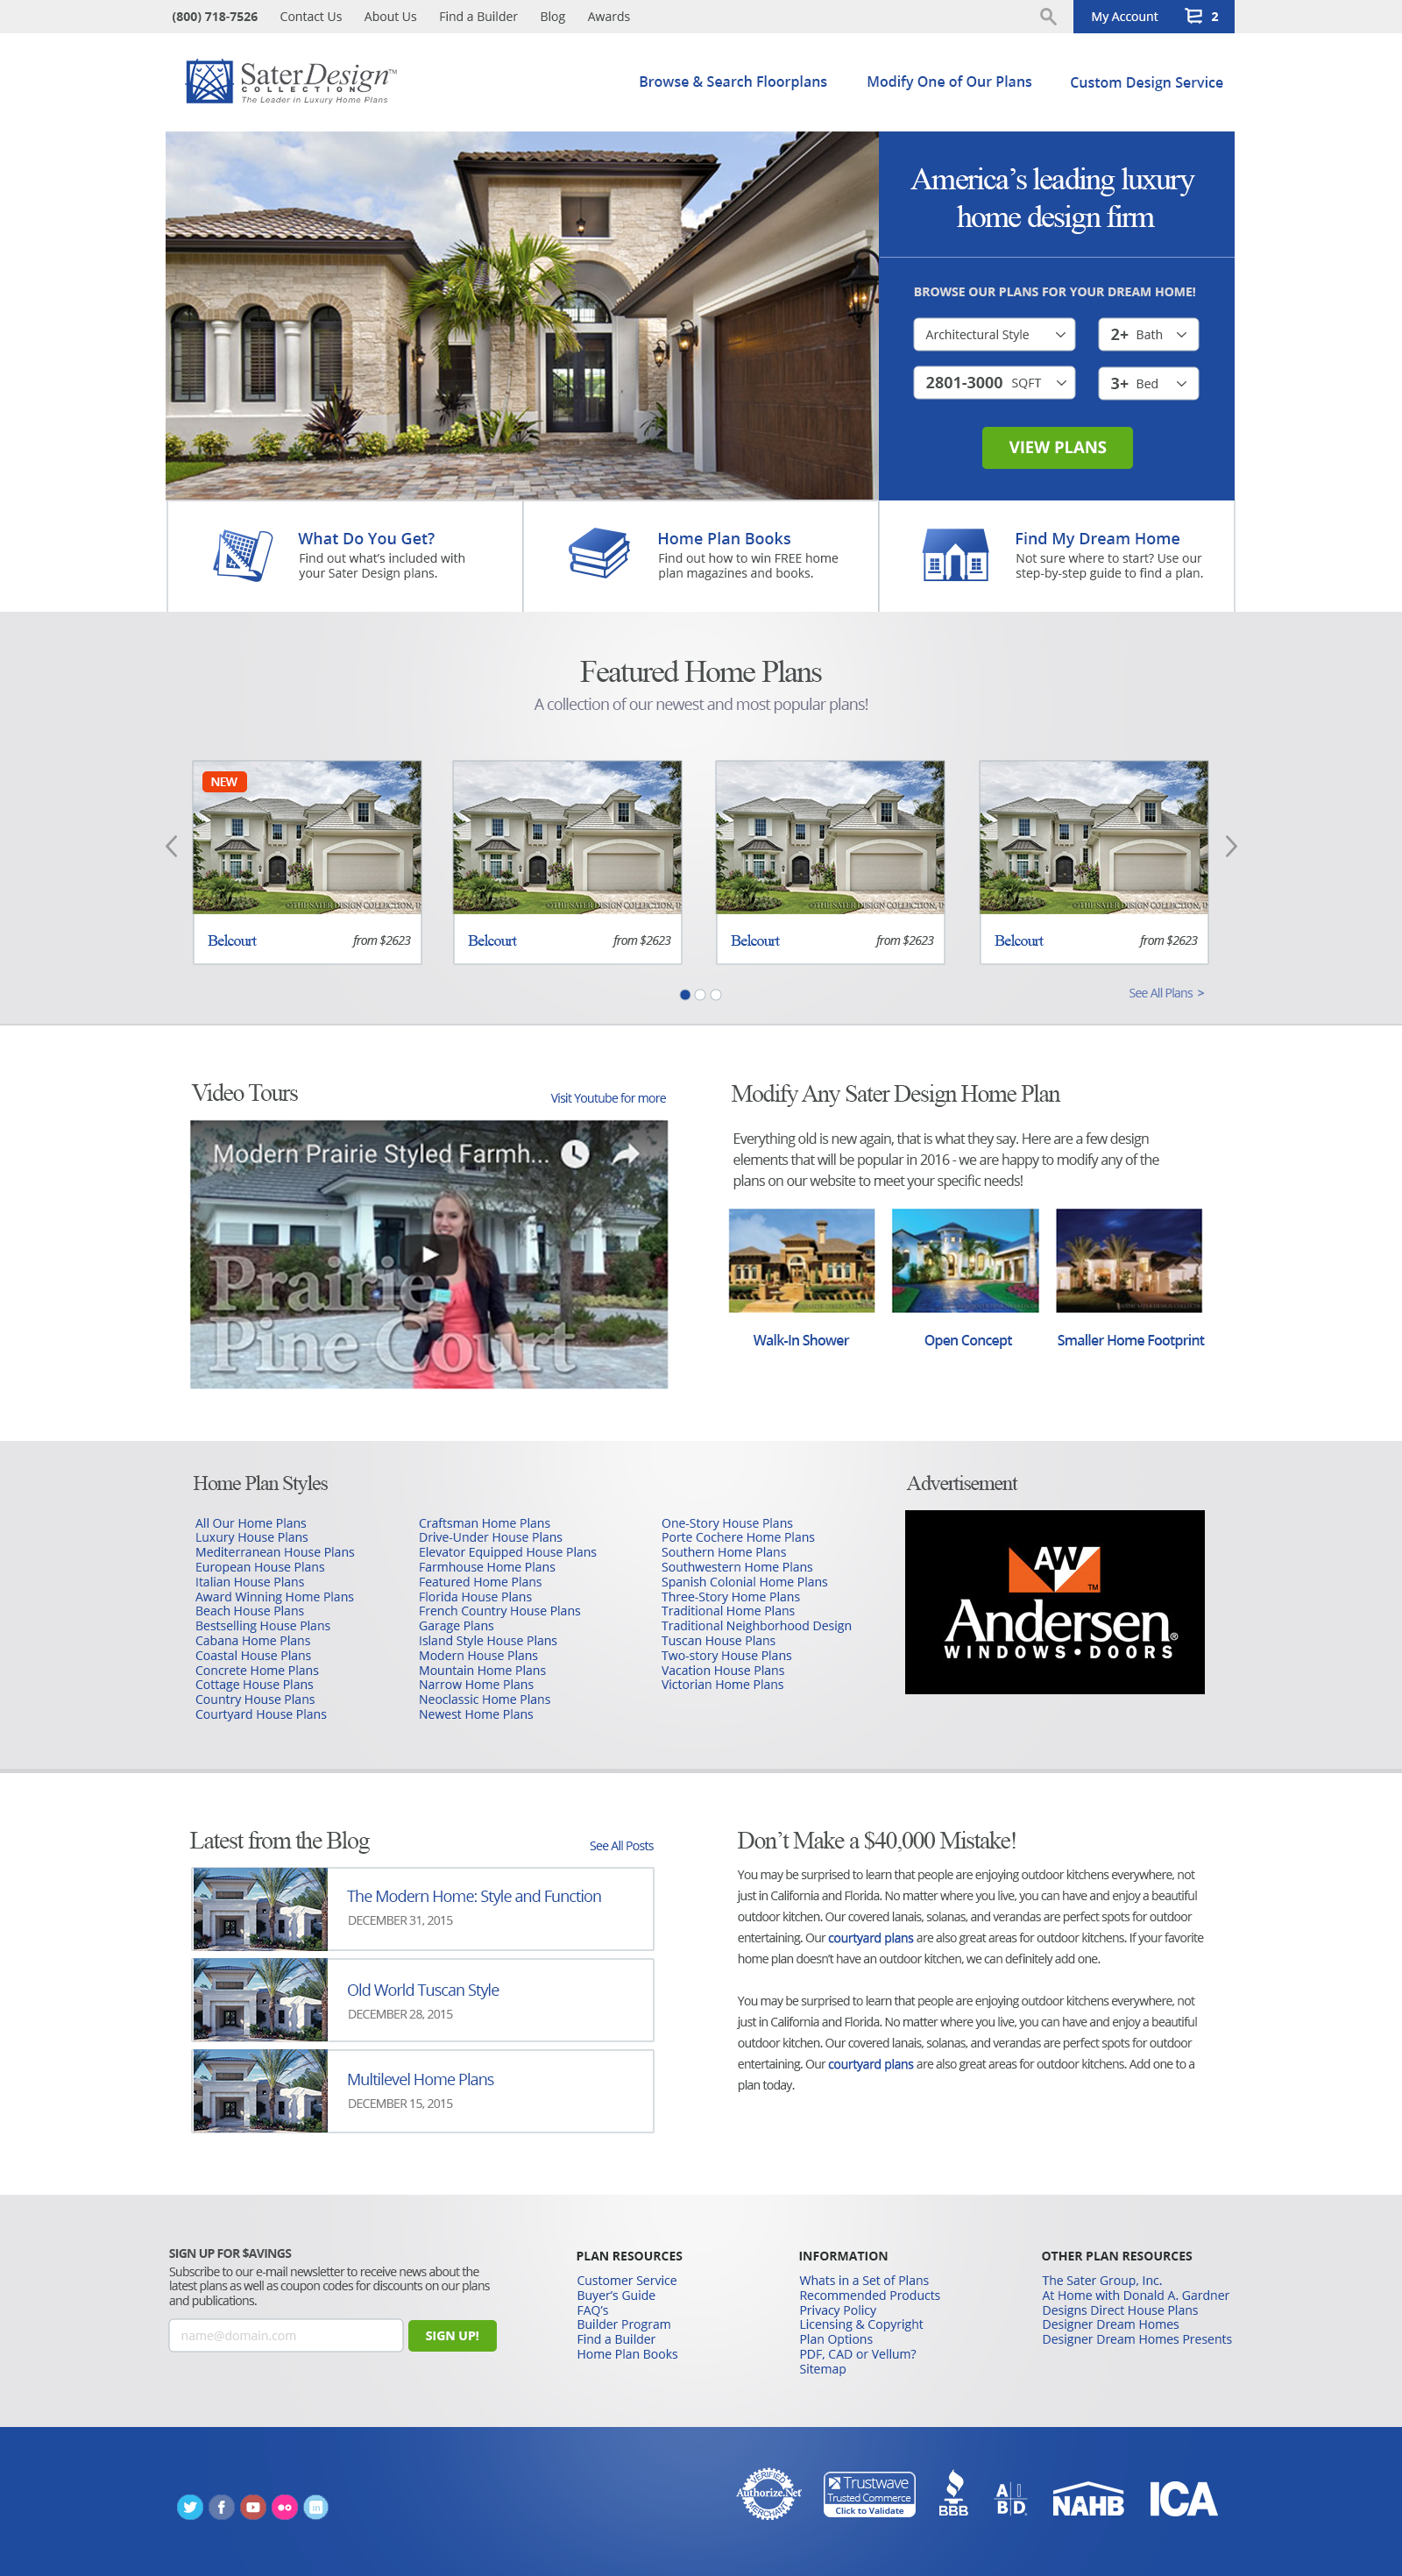 (800) 718-7526 Contact Us About Us Find a Builder Blog Awards
My Account 2
Sater Design™
COLLECTION
The Leader in Luxury Home Plans
Browse & Search Floorplans Modify One of Our Plans Custom Design Service
America's leading luxury
home design firm
BROWSE OUR PLANS FOR YOUR DREAM HOME!
Architectural Style 2+ Bath
2801-3000 SQFT 3+ Bed
VIEW PLANS
What Do You Get?
Find out what's included with
your Sater Design plans.
Home Plan Books
Find out how to win FREE home
plan magazines and books.
Find My Dream Home
Not sure where to start? Use our
step-by-step guide to find a plan.
Featured Home Plans
A collection of our newest and most popular plans!
NEW
©THE SATER DESIGN COLLECTION, I
©THE SATER DESIGN COLLECTION, I
©THE SATER DESIGN COLLECTION, I
©THE SATER DESIGN COLLECTION, I
Belcourt from $2623
Belcourt from $2623
Belcourt from $2623
Belcourt from $2623
See All Plans >
Video Tours
Visit Youtube for more
Modern Prairie Styled Farmh...
Prairie
Pine Court
Modify Any Sater Design Home Plan
Everything old is new again, that is what they say. Here are a few design
elements that will be popular in 2016 - we are happy to modify any of the
plans on our website to meet your specific needs!
Walk-In Shower
Open Concept
Smaller Home Footprint
Home Plan Styles
All Our Home Plans
Luxury House Plans
Mediterranean House Plans
European House Plans
Italian House Plans
Award Winning Home Plans
Beach House Plans
Bestselling House Plans
Cabana Home Plans
Coastal House Plans
Concrete Home Plans
Cottage House Plans
Country House Plans
Courtyard House Plans
Craftsman Home Plans
Drive-Under House Plans
Elevator Equipped House Plans
Farmhouse Home Plans
Featured Home Plans
Florida House Plans
French Country House Plans
Garage Plans
Island Style House Plans
Modern House Plans
Mountain Home Plans
Narrow Home Plans
Neoclassic Home Plans
Newest Home Plans
One-Story House Plans
Porte Cochere Home Plans
Southern Home Plans
Southwestern Home Plans
Spanish Colonial Home Plans
Three-Story Home Plans
Traditional Home Plans
Traditional Neighborhood Design
Tuscan House Plans
Two-story House Plans
Vacation House Plans
Victorian Home Plans
Advertisement
AW™
Andersen®
WINDOWS•DOORS
Latest from the Blog
See All Posts
The Modern Home: Style and Function
DECEMBER 31, 2015
Old World Tuscan Style
DECEMBER 28, 2015
Multilevel Home Plans
DECEMBER 15, 2015
Don't Make a $40,000 Mistake!
You may be surprised to learn that people are enjoying outdoor kitchens everywhere, not
just in California and Florida. No matter where you live, you can have and enjoy a beautiful
outdoor kitchen. Our covered lanais, solanas, and verandas are perfect spots for outdoor
entertaining. Our courtyard plans are also great areas for outdoor kitchens. If your favorite
home plan doesn't have an outdoor kitchen, we can definitely add one.
You may be surprised to learn that people are enjoying outdoor kitchens everywhere, not
just in California and Florida. No matter where you live, you can have and enjoy a beautiful
outdoor kitchen. Our covered lanais, solanas, and verandas are perfect spots for outdoor
entertaining. Our courtyard plans are also great areas for outdoor kitchens. Add one to a
plan today.
SIGN UP FOR $AVINGS
Subscribe to our e-mail newsletter to receive news about the
latest plans as well as coupon codes for discounts on our plans
and publications.
name@domain.com
SIGN UP!
PLAN RESOURCES
Customer Service
Buyer's Guide
FAQ's
Builder Program
Find a Builder
Home Plan Books
INFORMATION
Whats in a Set of Plans
Recommended Products
Privacy Policy
Licensing & Copyright
Plan Options
PDF, CAD or Vellum?
Sitemap
OTHER PLAN RESOURCES
The Sater Group, Inc.
At Home with Donald A. Gardner
Designs Direct House Plans
Designer Dream Homes
Designer Dream Homes Presents
VERIFIED
Authorize.Net
Trustwave
Trusted Commerce
Click to Validate
BBB
AIBD
NAHB
ICA